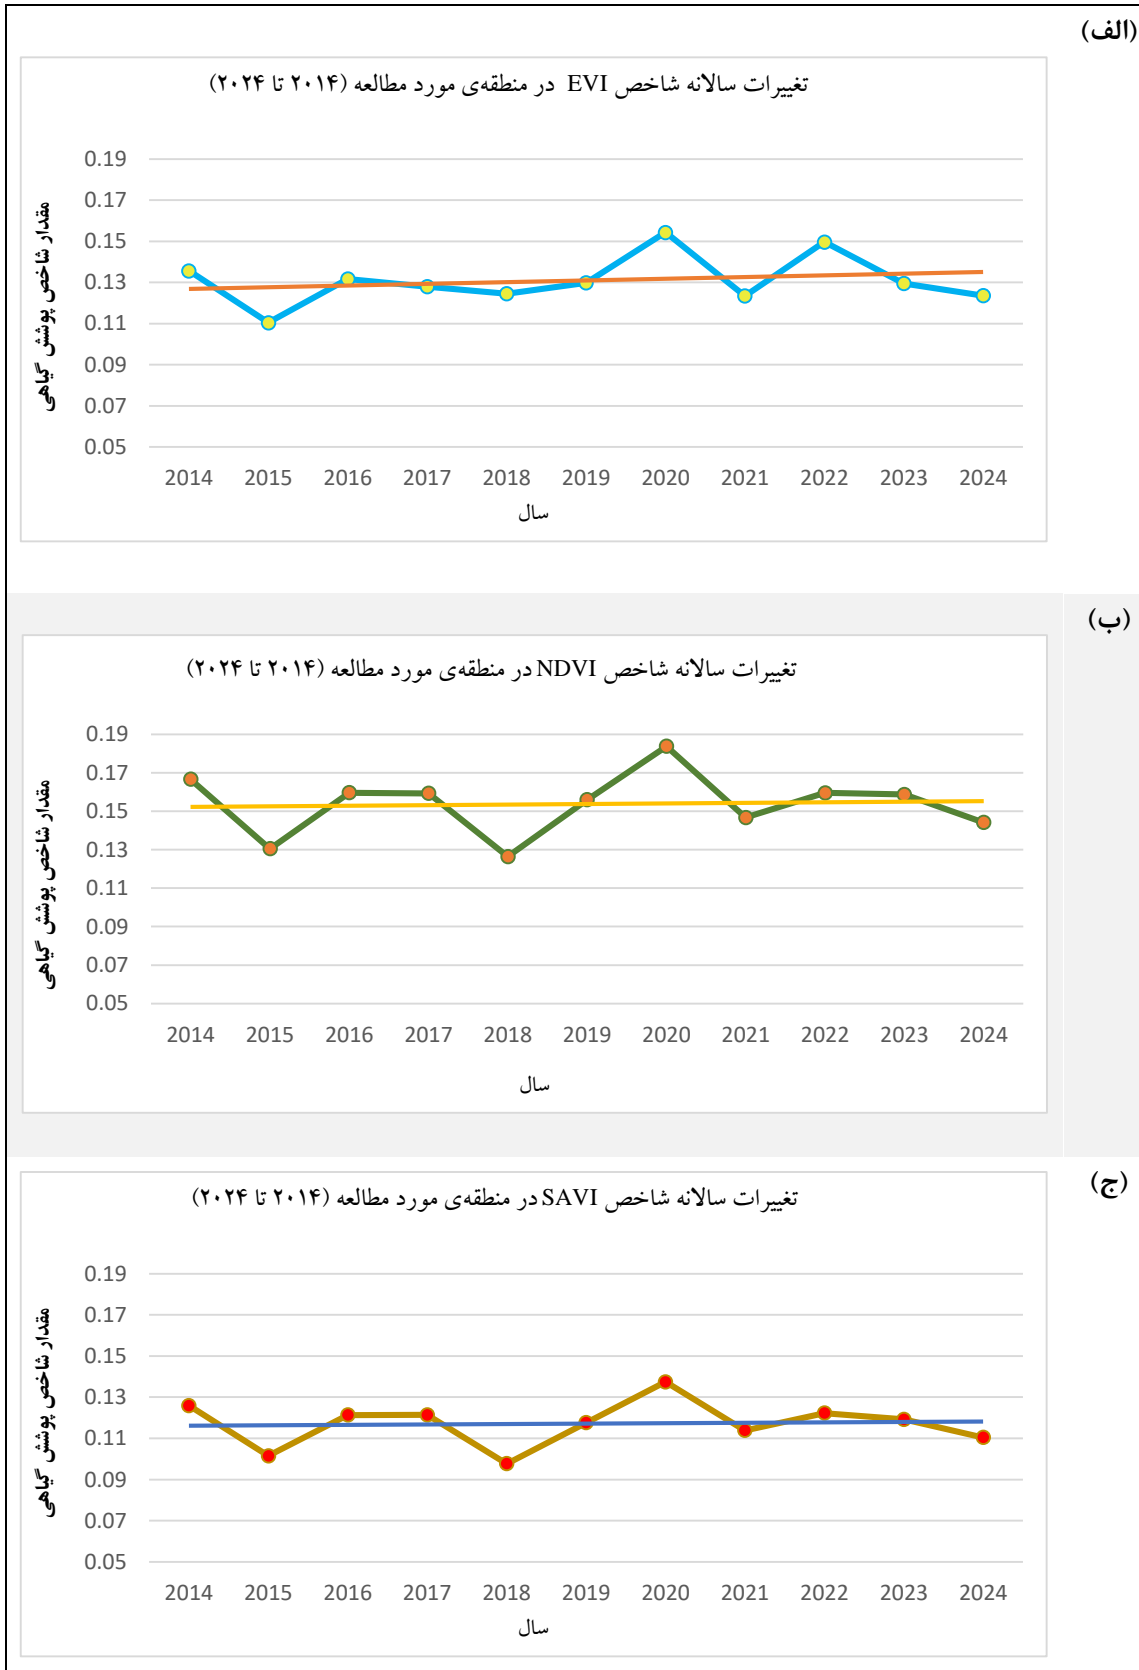 (الف)
تغییرات سالانه شاخص EVI در منطقه‌ی مورد مطالعه (۲۰۱۴ تا ۲۰۲۴)
مقدار شاخص پوشش گیاهی
0.19
0.17
0.15
0.13
0.11
0.09
0.07
0.05
2014 2015 2016 2017 2018 2019 2020 2021 2022 2023 2024
سال
(ب)
تغییرات سالانه شاخص NDVI در منطقه‌ی مورد مطالعه (۲۰۱۴ تا ۲۰۲۴)
مقدار شاخص پوشش گیاهی
0.19
0.17
0.15
0.13
0.11
0.09
0.07
0.05
2014 2015 2016 2017 2018 2019 2020 2021 2022 2023 2024
سال
(ج)
تغییرات سالانه شاخص SAVI در منطقه‌ی مورد مطالعه (۲۰۱۴ تا ۲۰۲۴)
مقدار شاخص پوشش گیاهی
0.19
0.17
0.15
0.13
0.11
0.09
0.07
0.05
2014 2015 2016 2017 2018 2019 2020 2021 2022 2023 2024
سال